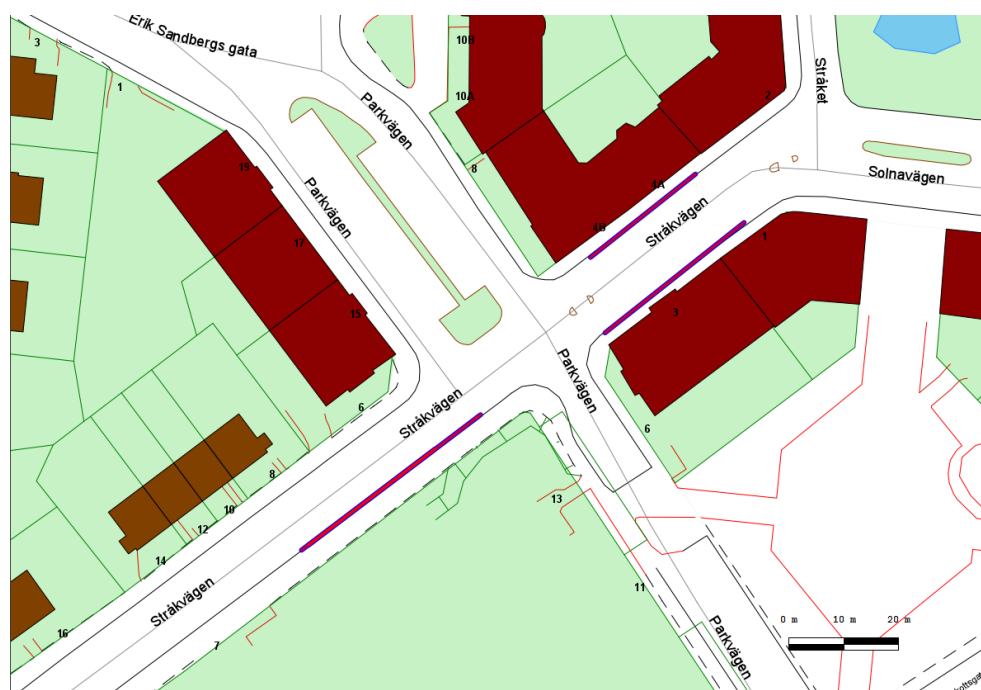 Erik Sandbergs gata
3
1
10B
10A
Parkvägen
Stråket
2
8
19
4A
Solnavägen
Parkvägen
17
4B
Stråkvägen
1
15
3
Parkvägen
6
Stråkvägen
6
8
13
10
12
14
11
Stråkvägen
16
7
Parkvägen
0 m 10 m 20 m